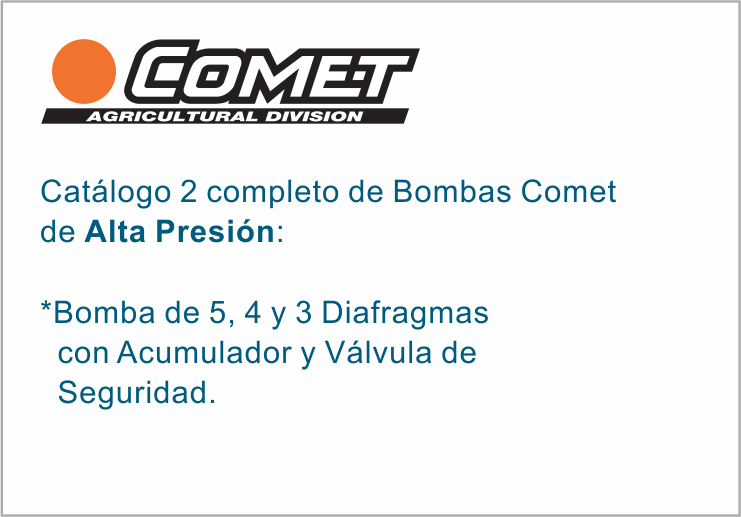 COMET
AGRICULTURAL DIVISION
Catálogo 2 completo de Bombas Comet
de Alta Presión:
*Bomba de 5, 4 y 3 Diafragmas
con Acumulador y Válvula de
Seguridad.